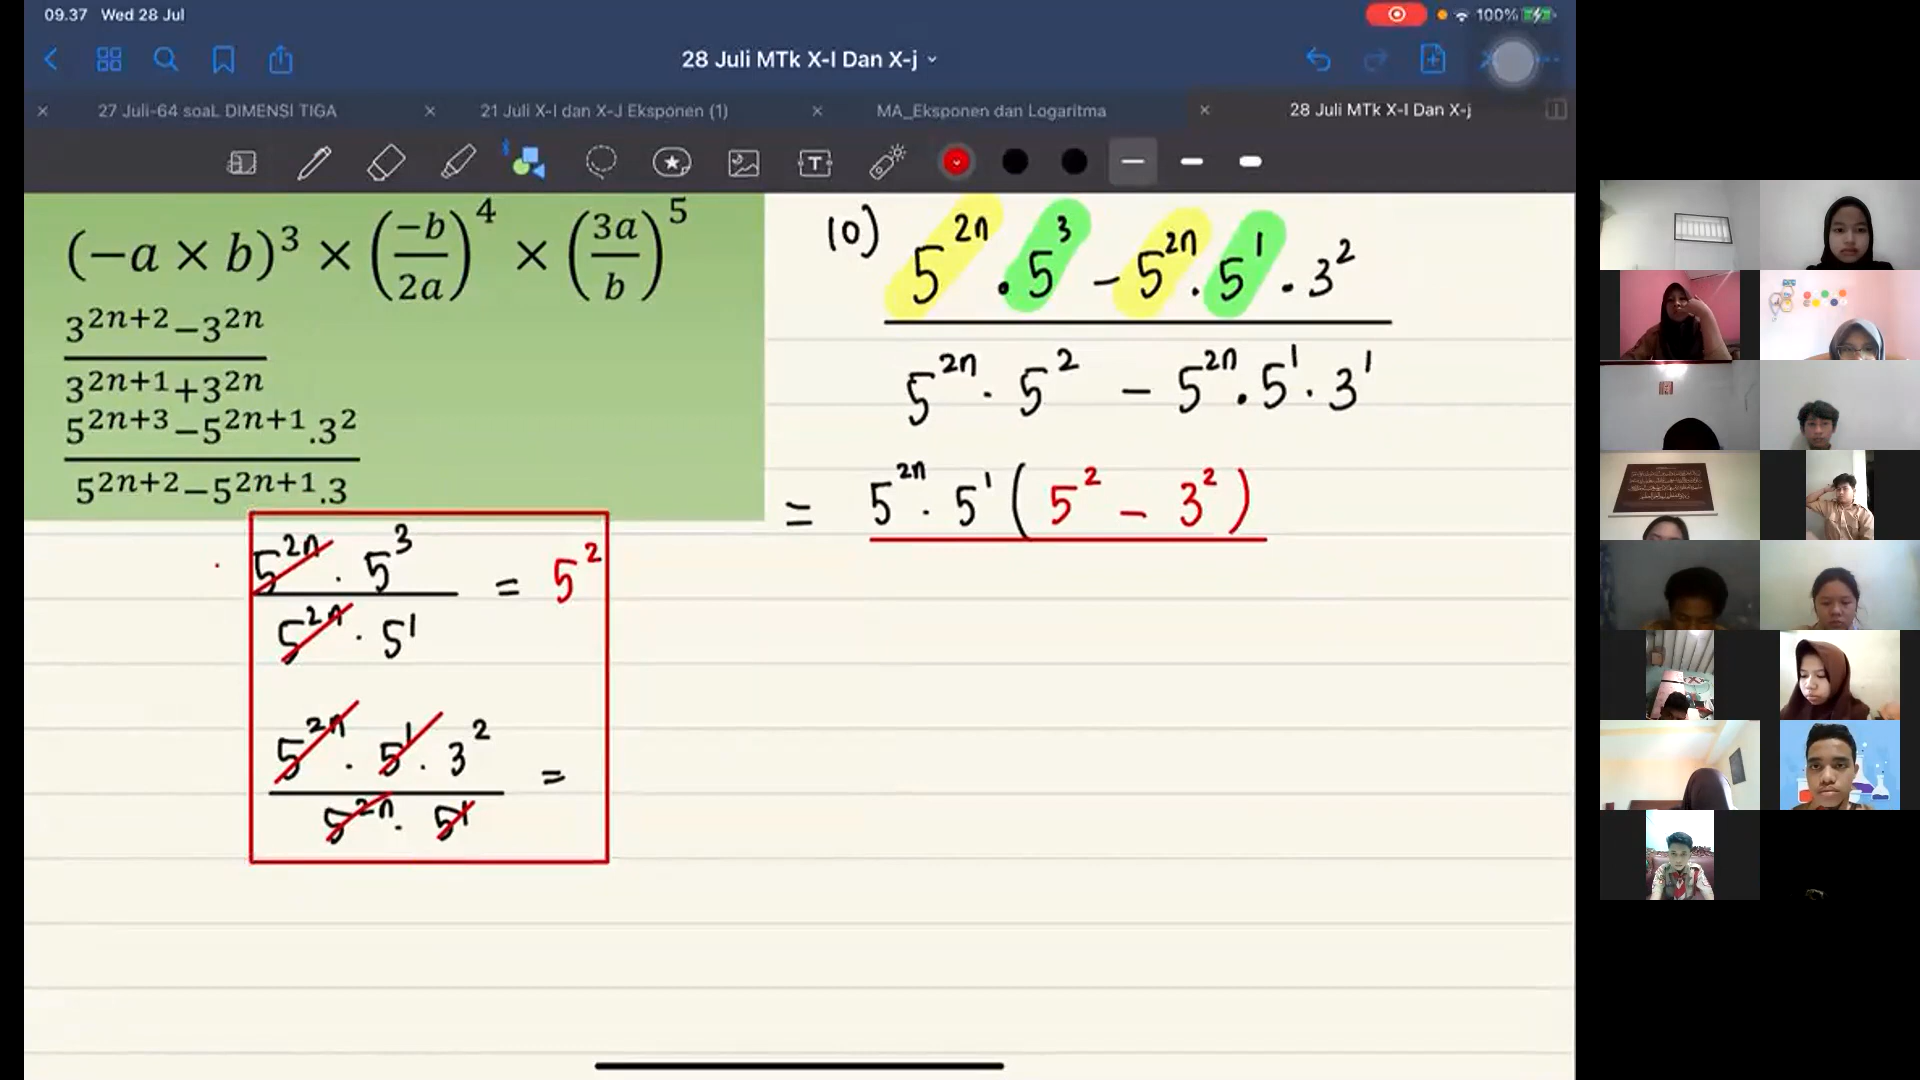 09.37 Wed 28 Jul
100%
28 Juli MTk X-I Dan X-j
27 Juli-64 soaL DIMENSI TIGA
21 Juli X-I dan X-J Eksponen (1)
MA_Eksponen dan Logaritma
28 Juli MTk X-I Dan X-j
(−a × b)³ × (−b/2a)⁴ × (3a/b)⁵
3²ⁿ⁺² − 3²ⁿ
3²ⁿ⁺¹ + 3²ⁿ
5²ⁿ⁺³ − 5²ⁿ⁺¹.3²
5²ⁿ⁺² − 5²ⁿ⁺¹.3
5²ⁿ . 5³
5²ⁿ . 5¹
= 5²
5²ⁿ . 5¹ . 3²
5²ⁿ . 5¹
=
10)
5²ⁿ . 5³ − 5²ⁿ . 5¹ . 3²
5²ⁿ . 5² − 5²ⁿ . 5¹ . 3¹
= 5²ⁿ . 5¹ (5² − 3²)